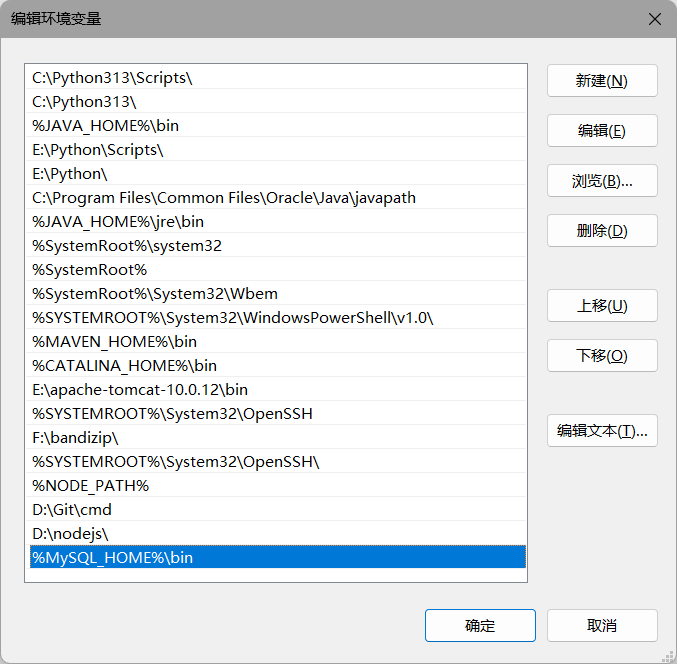 编辑环境变量
C:\Python313\Scripts\
C:\Python313\
%JAVA_HOME%\bin
E:\Python\Scripts\
E:\Python\
C:\Program Files\Common Files\Oracle\Java\javapath
%JAVA_HOME%\jre\bin
%SystemRoot%\system32
%SystemRoot%
%SystemRoot%\System32\Wbem
%SYSTEMROOT%\System32\WindowsPowerShell\v1.0\
%MAVEN_HOME%\bin
%CATALINA_HOME%\bin
E:\apache-tomcat-10.0.12\bin
%SYSTEMROOT%\System32\OpenSSH
F:\bandizip\
%SYSTEMROOT%\System32\OpenSSH\
%NODE_PATH%
D:\Git\cmd
D:\nodejs\
%MySQL_HOME%\bin
新建(N)
编辑(E)
浏览(B)...
删除(D)
上移(U)
下移(O)
编辑文本(T)...
确定
取消